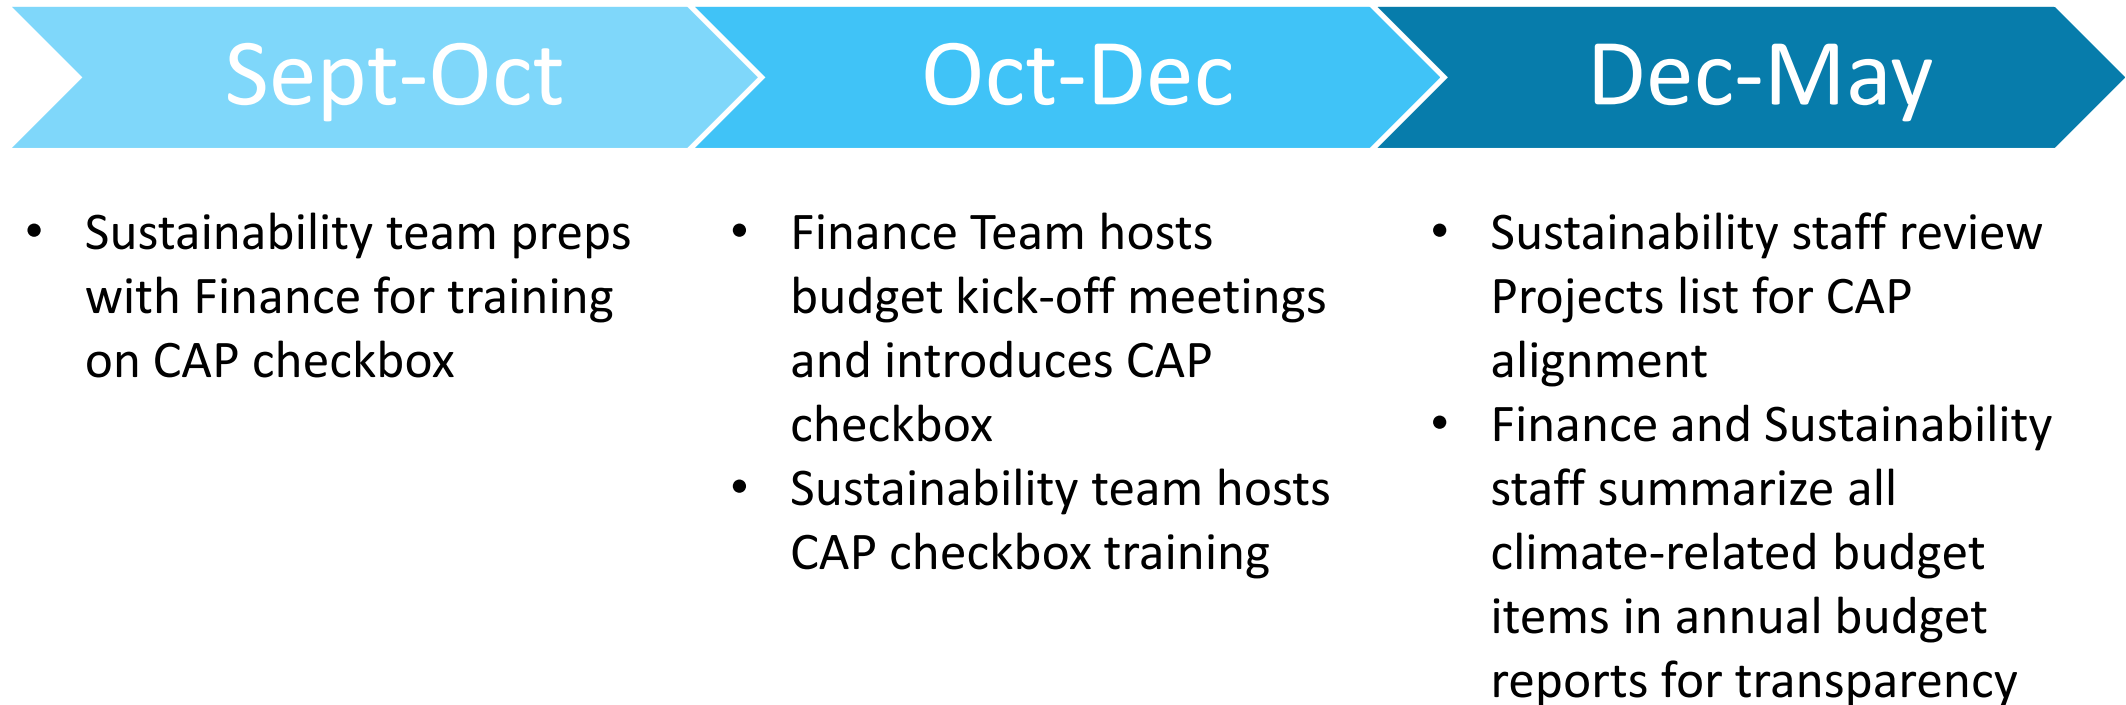 Sept-Oct
Oct-Dec
Dec-May
• Sustainability team preps
with Finance for training
on CAP checkbox
• Finance Team hosts
budget kick-off meetings
and introduces CAP
checkbox
• Sustainability team hosts
CAP checkbox training
• Sustainability staff review
Projects list for CAP
alignment
• Finance and Sustainability
staff summarize all
climate-related budget
items in annual budget
reports for transparency